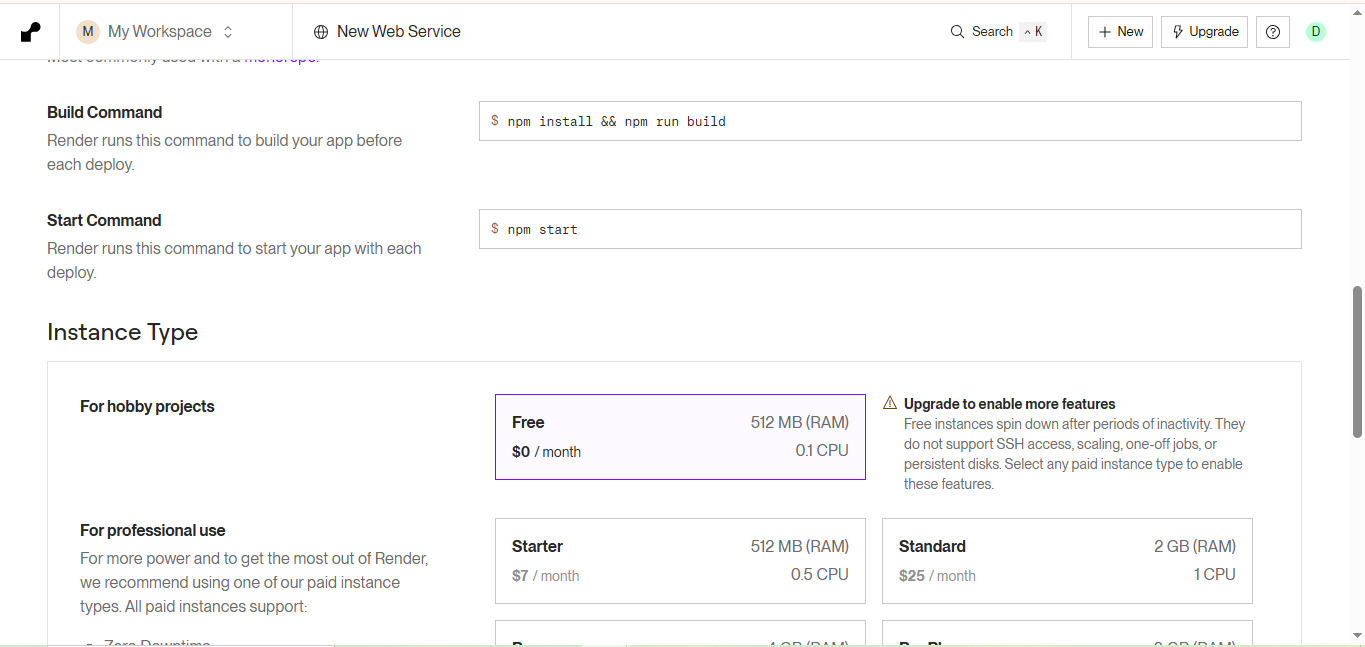 M My Workspace
New Web Service
Search ^ K
+ New
Upgrade
D
Most commonly used with a monorepo.
Build Command
Render runs this command to build your app before
each deploy.
$ npm install && npm run build
Start Command
Render runs this command to start your app with each
deploy.
$ npm start
Instance Type
For hobby projects
Free 512 MB (RAM)
$0 / month 0.1 CPU
Upgrade to enable more features
Free instances spin down after periods of inactivity. They
do not support SSH access, scaling, one-off jobs, or
persistent disks. Select any paid instance type to enable
these features.
For professional use
For more power and to get the most out of Render,
we recommend using one of our paid instance
types. All paid instances support:
Zero Downtime
Starter 512 MB (RAM)
$7 / month 0.5 CPU
Standard 2 GB (RAM)
$25 / month 1 CPU